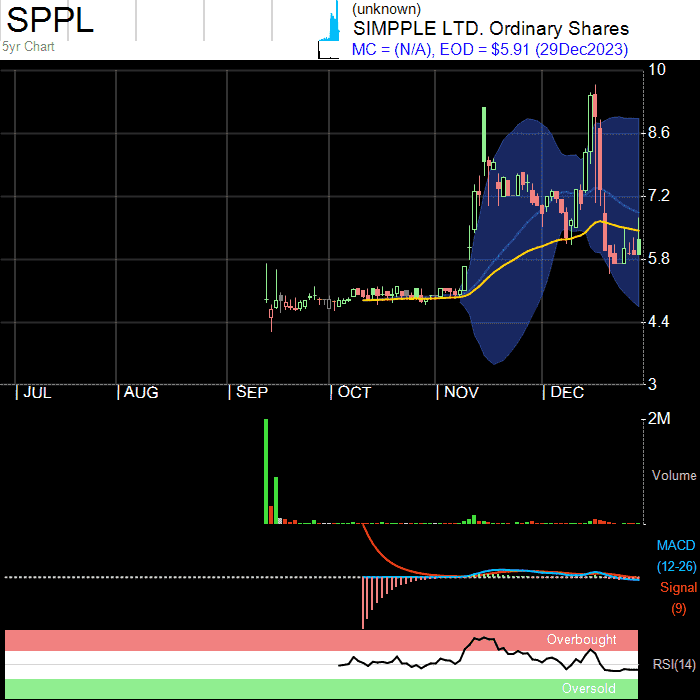 SPPL
5yr Chart
(unknown)
SIMPPLE LTD. Ordinary Shares
MC = (N/A), EOD = $5.91 (29Dec2023)
10
8.6
7.2
5.8
4.4
3
JUL AUG SEP OCT NOV DEC
2M
Volume
MACD
(12-26)
Signal
(9)
Overbought
RSI(14)
Oversold